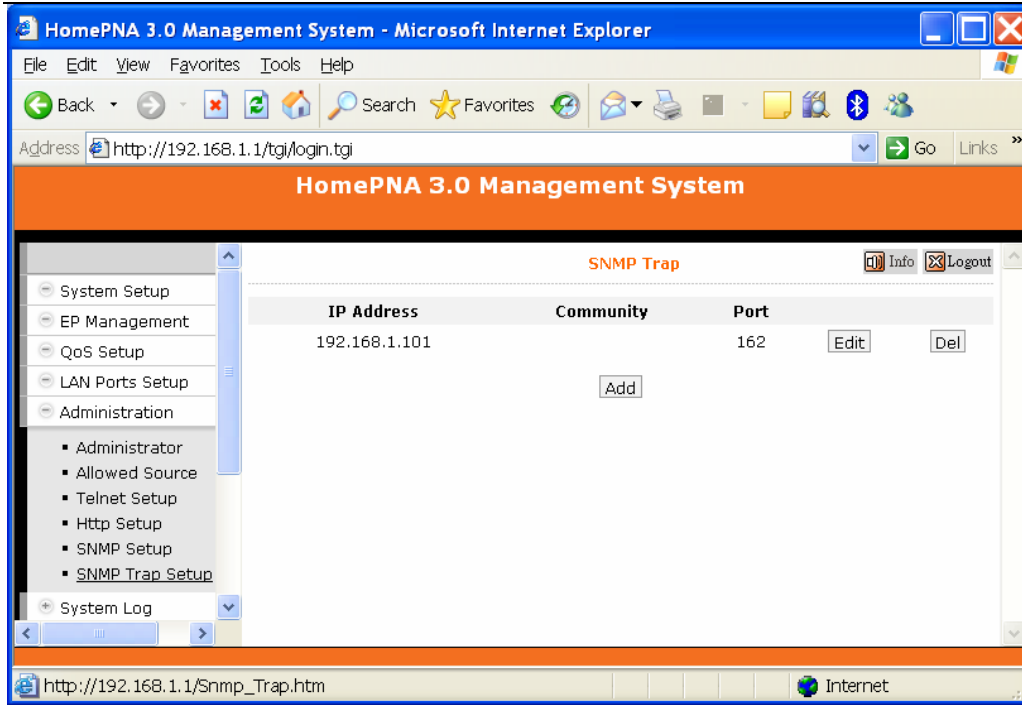 HomePNA 3.0 Management System - Microsoft Internet Explorer
File Edit View Favorites Tools Help
Back Search Favorites
Address http://192.168.1.1/tgi/login.tgi Go Links »
HomePNA 3.0 Management System
SNMP Trap Info Logout
System Setup
EP Management
QoS Setup
LAN Ports Setup
Administration
▪ Administrator
▪ Allowed Source
▪ Telnet Setup
▪ Http Setup
▪ SNMP Setup
▪ SNMP Trap Setup
System Log
IP Address Community Port
192.168.1.101 162 Edit Del
Add
http://192.168.1.1/Snmp_Trap.htm Internet